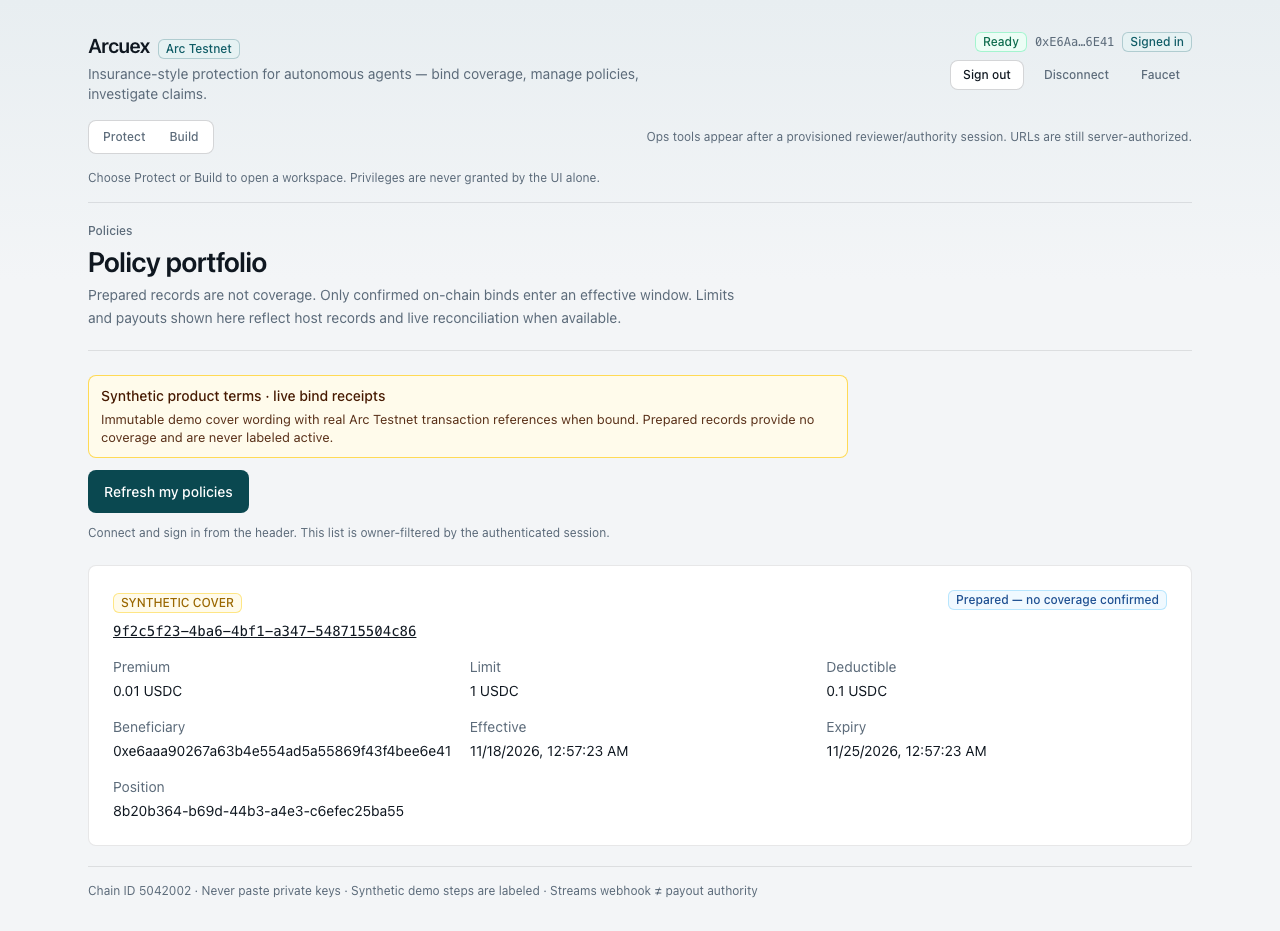 Arcuex Arc Testnet
Ready 0xE6Aa…6E41 Signed in
Insurance-style protection for autonomous agents — bind coverage, manage policies,
investigate claims.
Sign out Disconnect Faucet
Protect Build
Ops tools appear after a provisioned reviewer/authority session. URLs are still server-authorized.
Choose Protect or Build to open a workspace. Privileges are never granted by the UI alone.
Policies
Policy portfolio
Prepared records are not coverage. Only confirmed on-chain binds enter an effective window. Limits
and payouts shown here reflect host records and live reconciliation when available.
Synthetic product terms · live bind receipts
Immutable demo cover wording with real Arc Testnet transaction references when bound. Prepared records provide no
coverage and are never labeled active.
Refresh my policies
Connect and sign in from the header. This list is owner-filtered by the authenticated session.
SYNTHETIC COVER
Prepared — no coverage confirmed
9f2c5f23-4ba6-4bf1-a347-548715504c86
Premium Limit Deductible
0.01 USDC 1 USDC 0.1 USDC
Beneficiary Effective Expiry
0xe6aaa90267a63b4e554ad5a55869f43f4bee6e41 11/18/2026, 12:57:23 AM 11/25/2026, 12:57:23 AM
Position
8b20b364-b69d-44b3-a4e3-c6efec25ba55
Chain ID 5042002 · Never paste private keys · Synthetic demo steps are labeled · Streams webhook ≠ payout authority